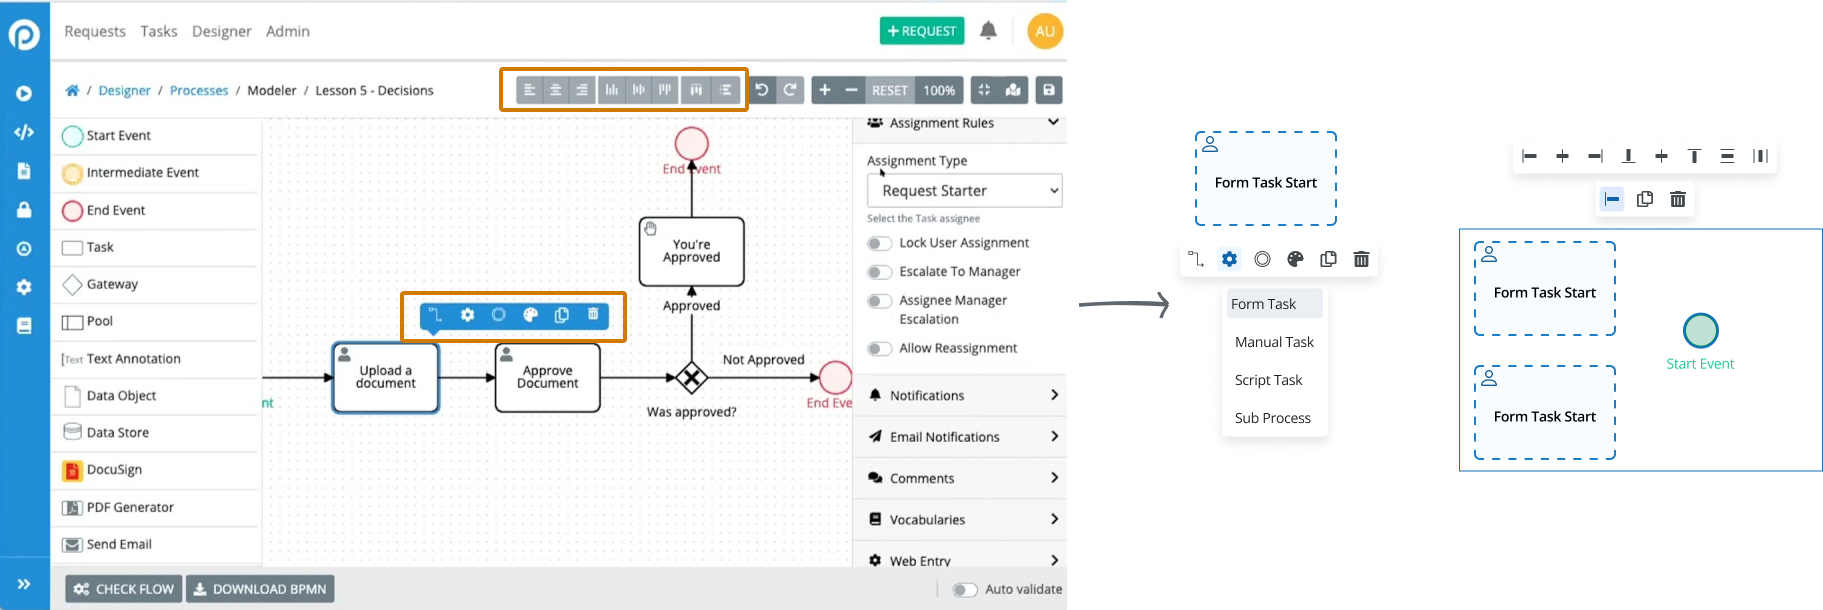 Requests Tasks Designer Admin
+ REQUEST
AU
/ Designer / Processes / Modeler / Lesson 5 - Decisions
RESET 100%
Start Event
Intermediate Event
End Event
Task
Gateway
Pool
[Text Text Annotation
Data Object
Data Store
DocuSign
PDF Generator
Send Email
CHECK FLOW
DOWNLOAD BPMN
Auto validate
End Event
You're
Approved
Approved
Upload a
document
Approve
Document
Not Approved
Was approved?
End Eve
nt
Assignment Rules
Assignment Type
Request Starter
Select the Task assignee
Lock User Assignment
Escalate To Manager
Assignee Manager
Escalation
Allow Reassignment
Notifications
Email Notifications
Comments
Vocabularies
Web Entry
Form Task Start
Form Task
Manual Task
Script Task
Sub Process
Form Task Start
Start Event
Form Task Start